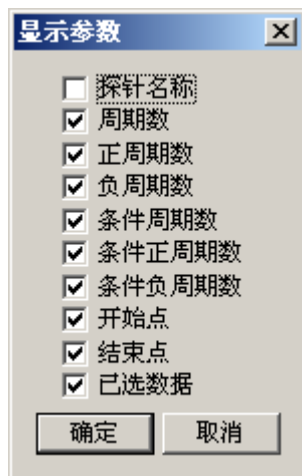 显示参数
探针名称
周期数
正周期数
负周期数
条件周期数
条件正周期数
条件负周期数
开始点
结束点
已选数据
确定 取消